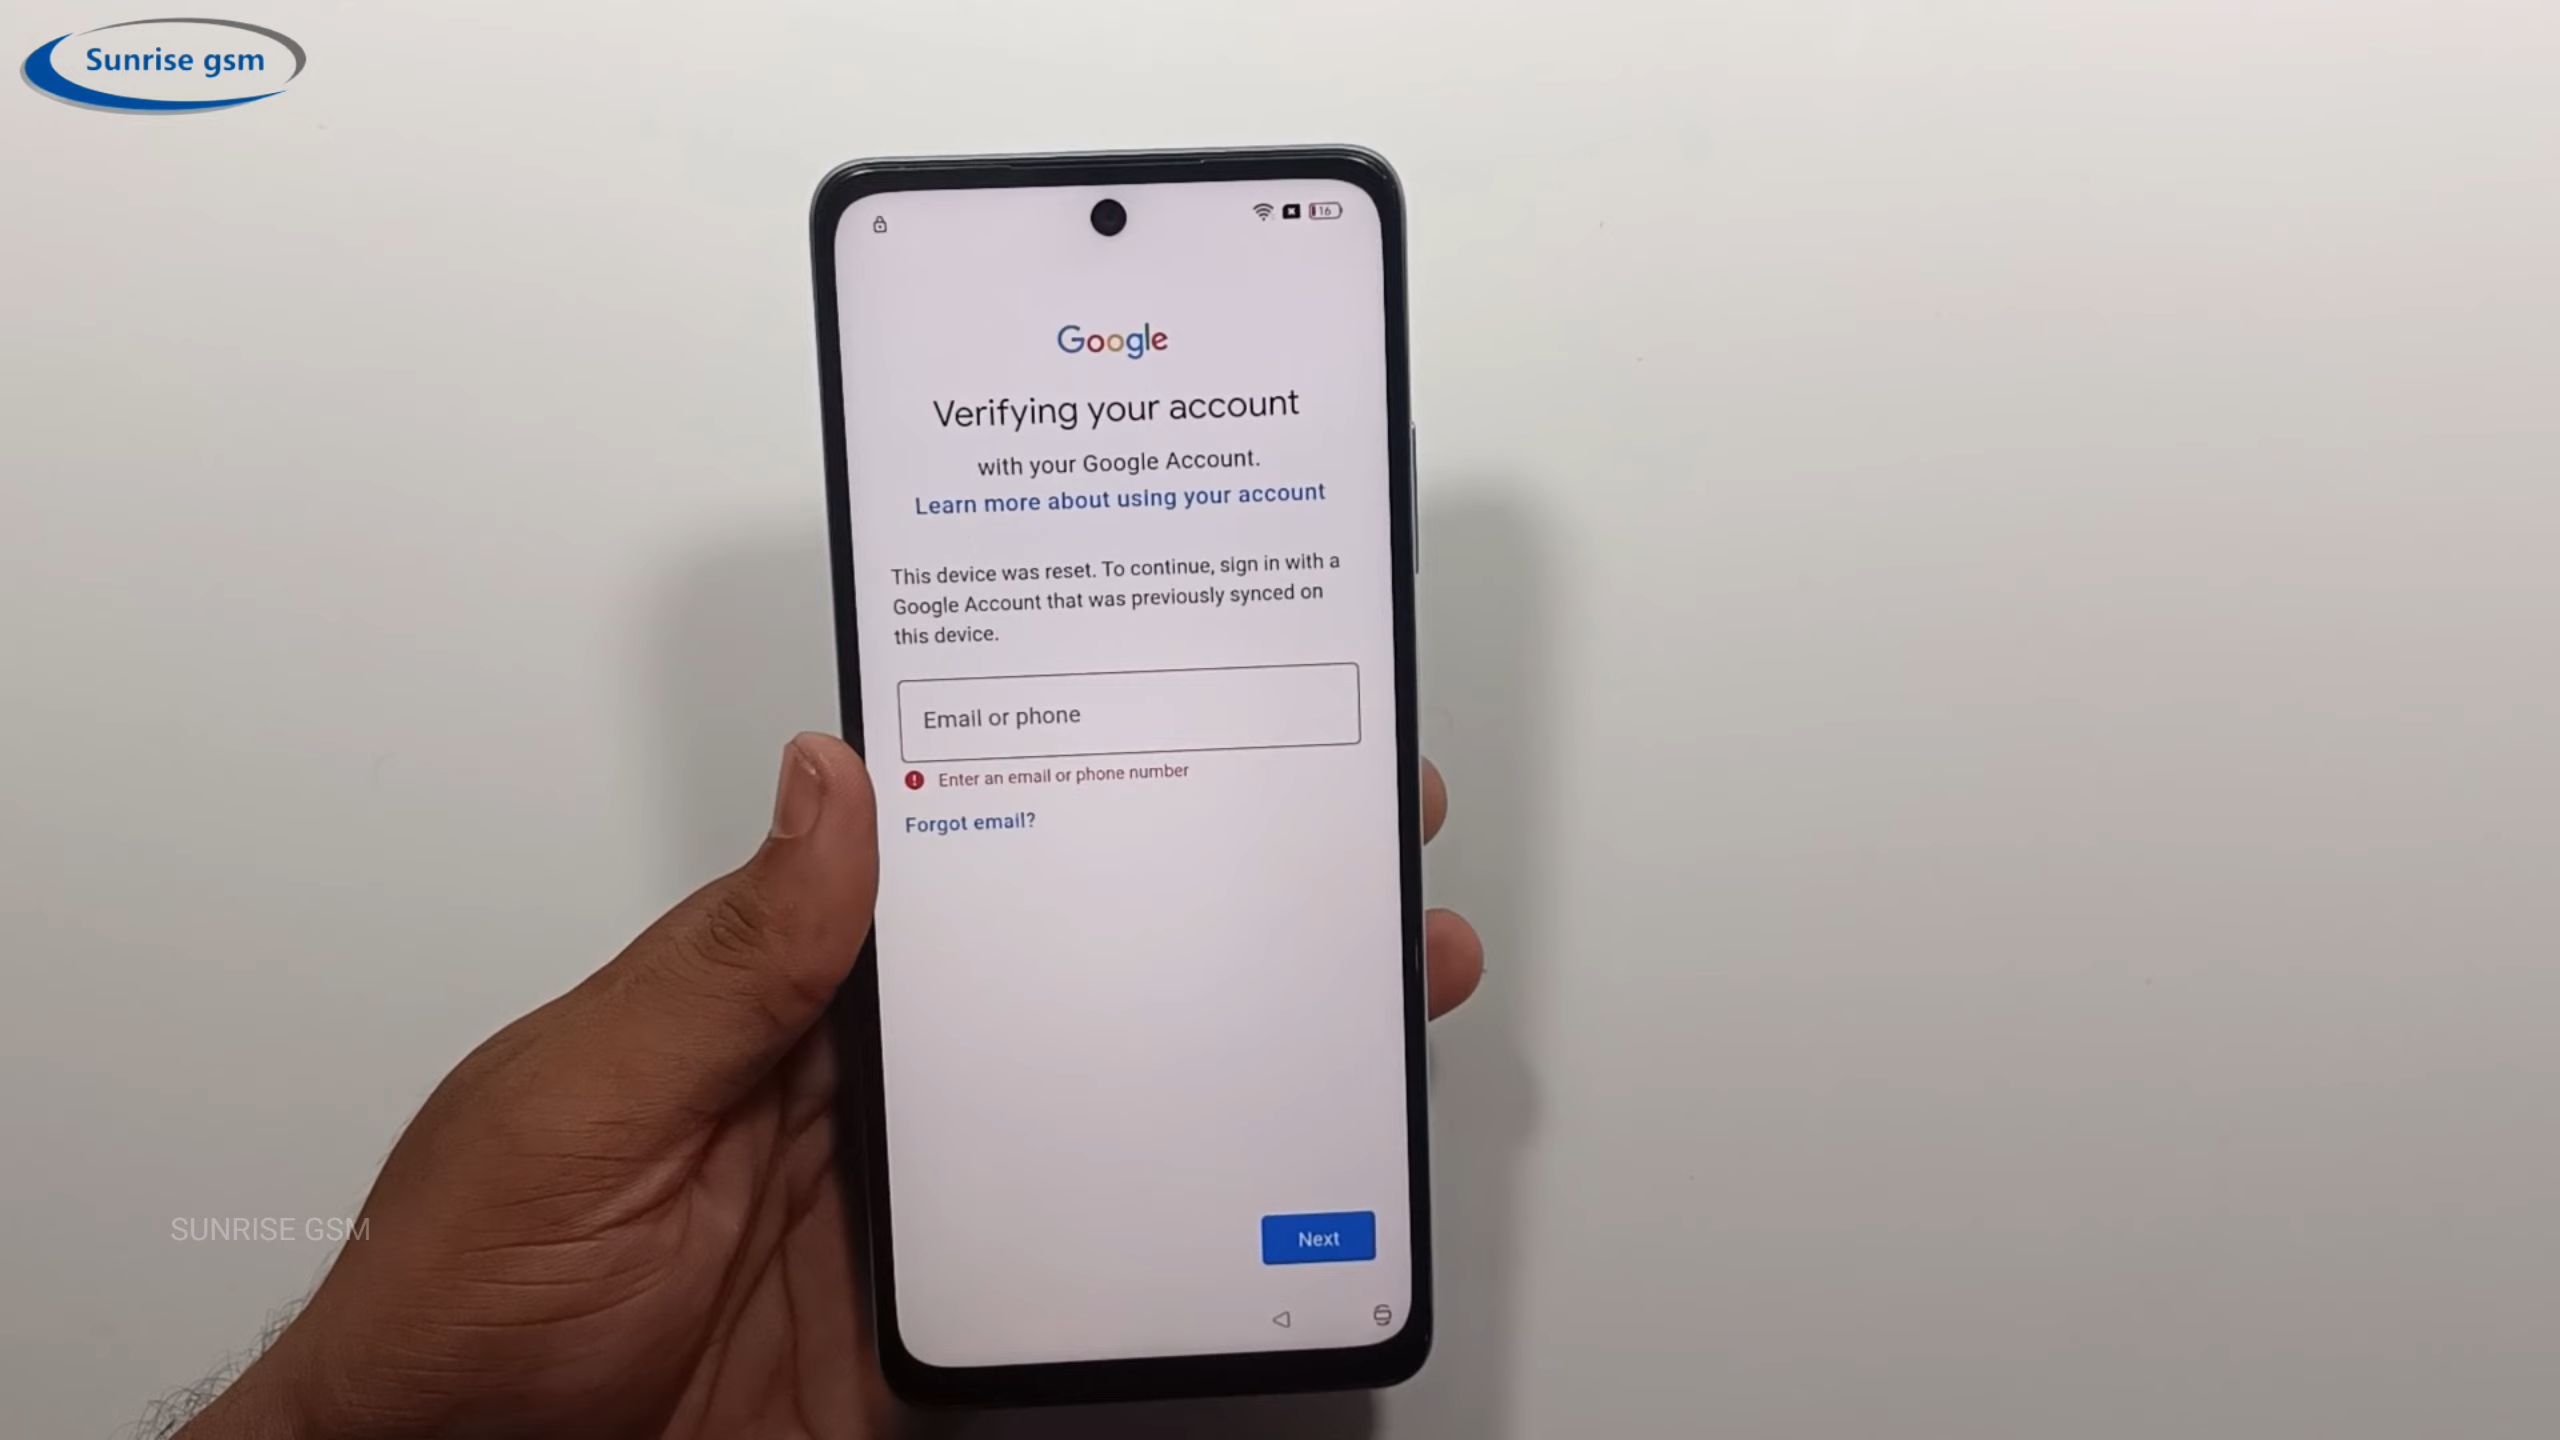 Sunrise gsm
16
Google
Verifying your account
with your Google Account.
Learn more about using your account
This device was reset. To continue, sign in with a
Google Account that was previously synced on
this device.
Email or phone
Enter an email or phone number
Forgot email?
SUNRISE GSM
Next